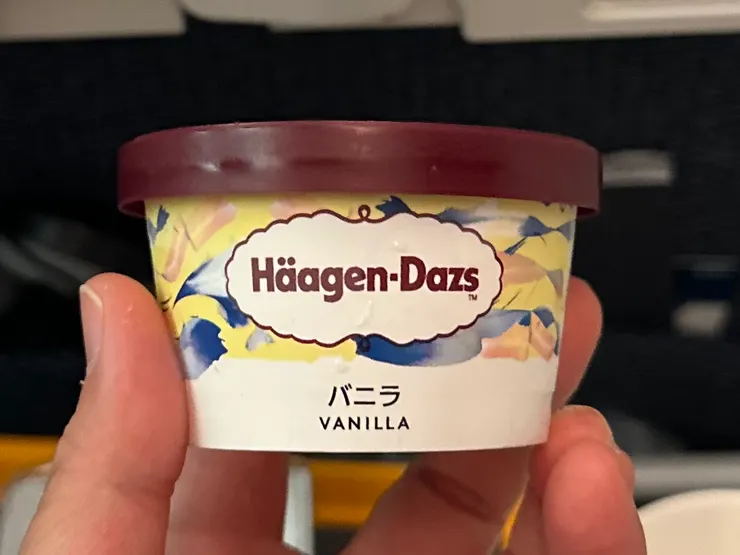 Häagen-Dazs
TM
バニラ
VANILLA